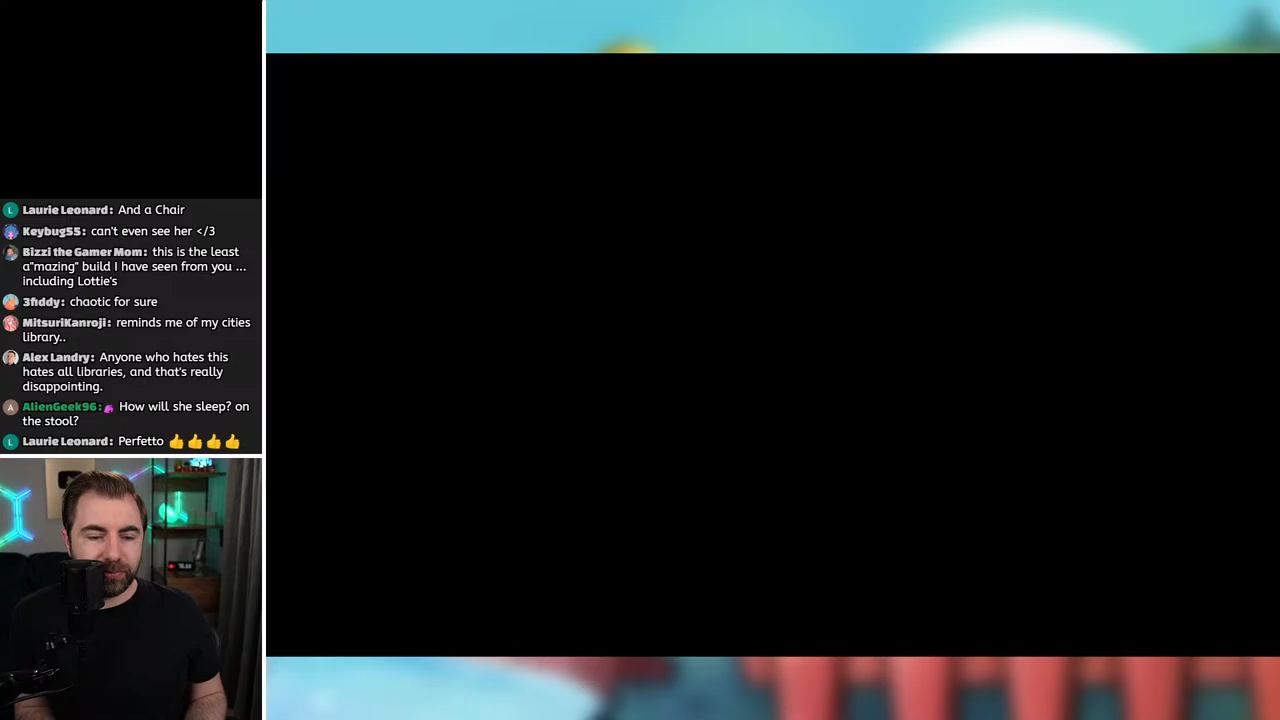 Laurie Leonard: And a Chair
Keybug55: can't even see her </3
Bizzi the Gamer Mom: this is the least
a"mazing" build I have seen from you ...
including Lottie's
3fiddy: chaotic for sure
MitsuriKanroji: reminds me of my cities
library..
Alex Landry: Anyone who hates this
hates all libraries, and that's really
disappointing.
AlienGeek96: How will she sleep? on
the stool?
Laurie Leonard: Perfetto 👍👍👍👍